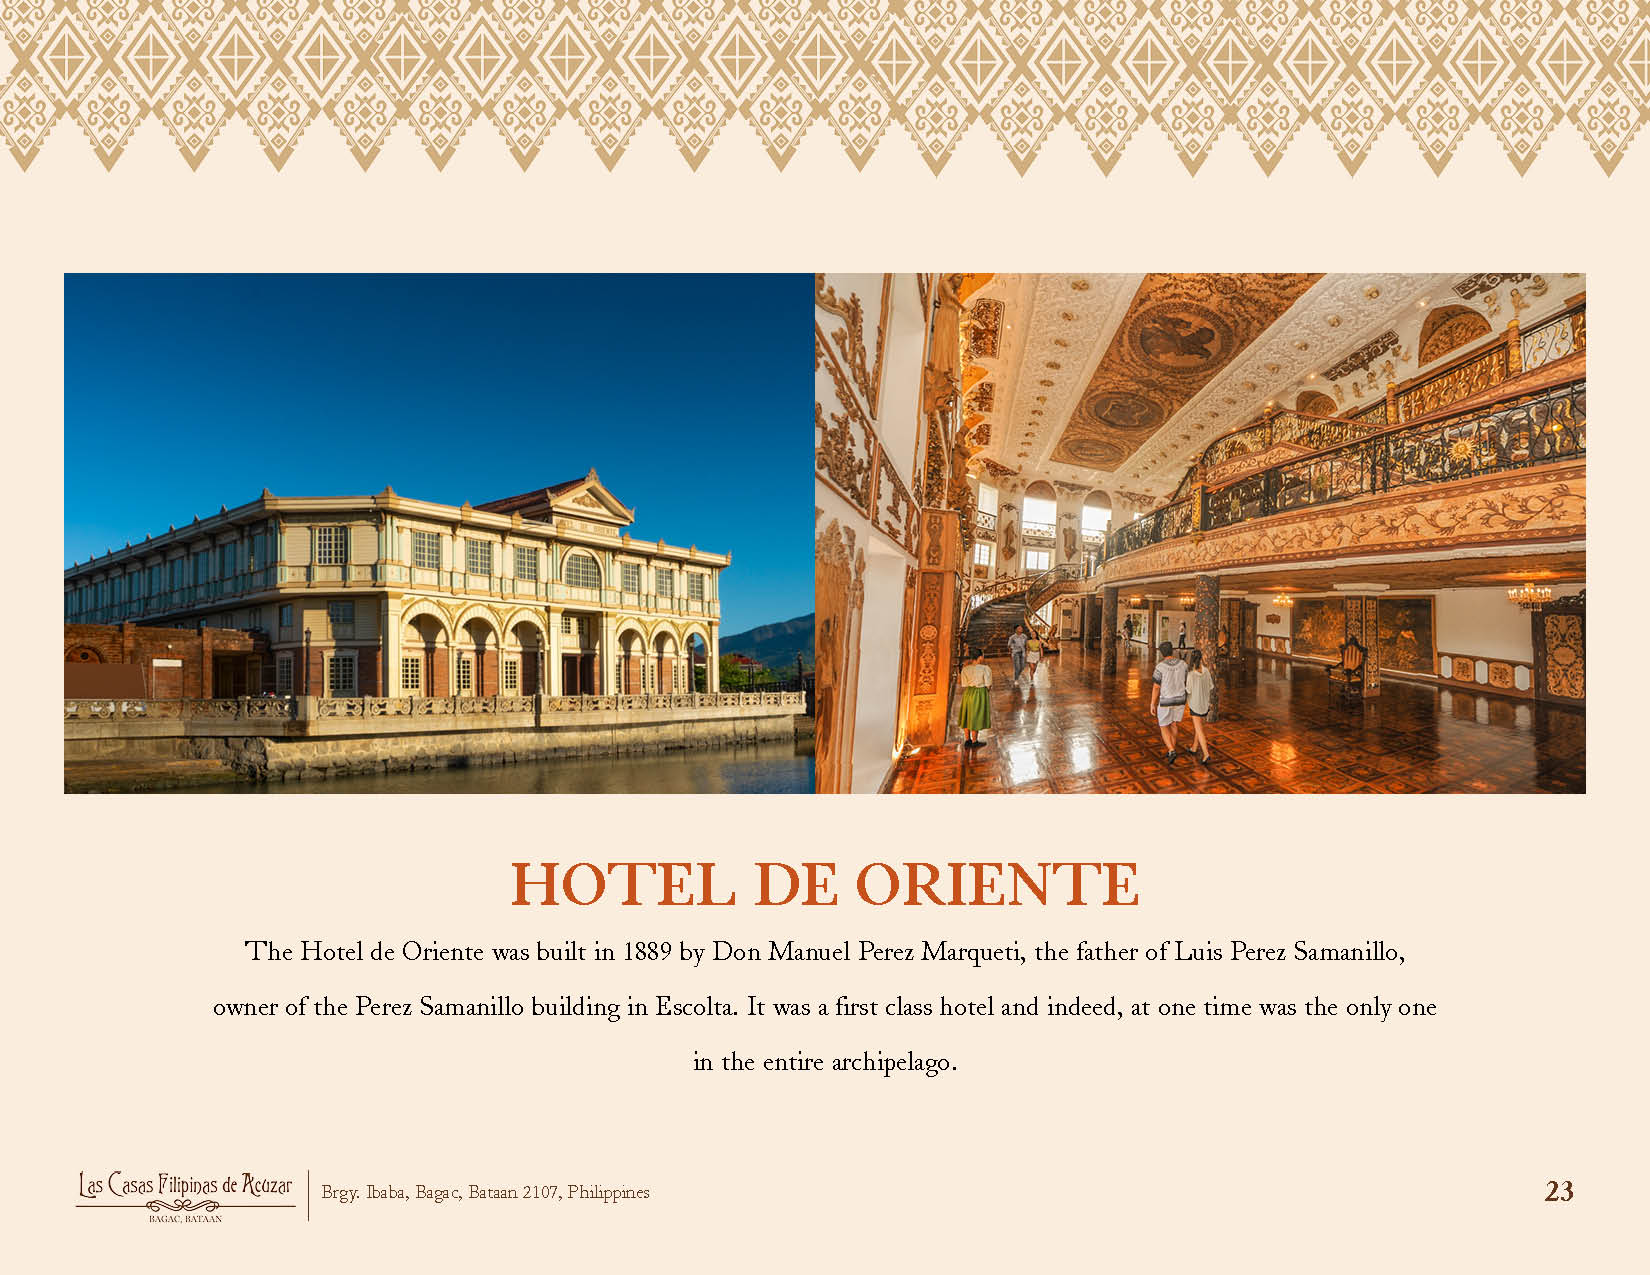 HOTEL DE ORIENTE
The Hotel de Oriente was built in 1889 by Don Manuel Perez Marqueti, the father of Luis Perez Samanillo,
owner of the Perez Samanillo building in Escolta. It was a first class hotel and indeed, at one time was the only one
in the entire archipelago.
Las Casas Filipinas de Acuzar
BAGAC, BATAAN
Brgy. Ibaba, Bagac, Bataan 2107, Philippines
23